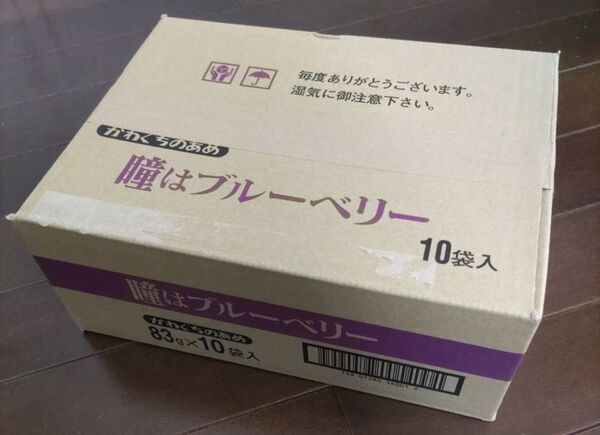 毎度ありがとうございます。
湿気に御注意下さい。
かわぐちのあめ
瞳はブルーベリー
10袋入
瞳はブルーベリー
かわぐちのあめ
83g×10袋入